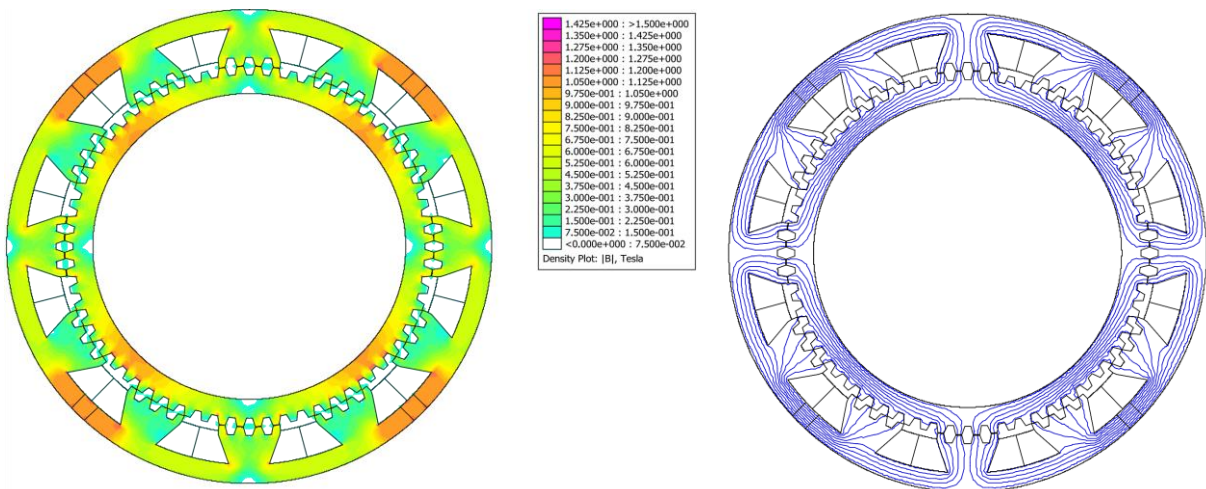 1.425e+000 : >1.500e+000
1.350e+000 : 1.425e+000
1.275e+000 : 1.350e+000
1.200e+000 : 1.275e+000
1.125e+000 : 1.200e+000
1.050e+000 : 1.125e+000
9.750e-001 : 1.050e+000
9.000e-001 : 9.750e-001
8.250e-001 : 9.000e-001
7.500e-001 : 8.250e-001
6.750e-001 : 7.500e-001
6.000e-001 : 6.750e-001
5.250e-001 : 6.000e-001
4.500e-001 : 5.250e-001
3.750e-001 : 4.500e-001
3.000e-001 : 3.750e-001
2.250e-001 : 3.000e-001
1.500e-001 : 2.250e-001
7.500e-002 : 1.500e-001
<0.000e+000 : 7.500e-002
Density Plot: |B|, Tesla